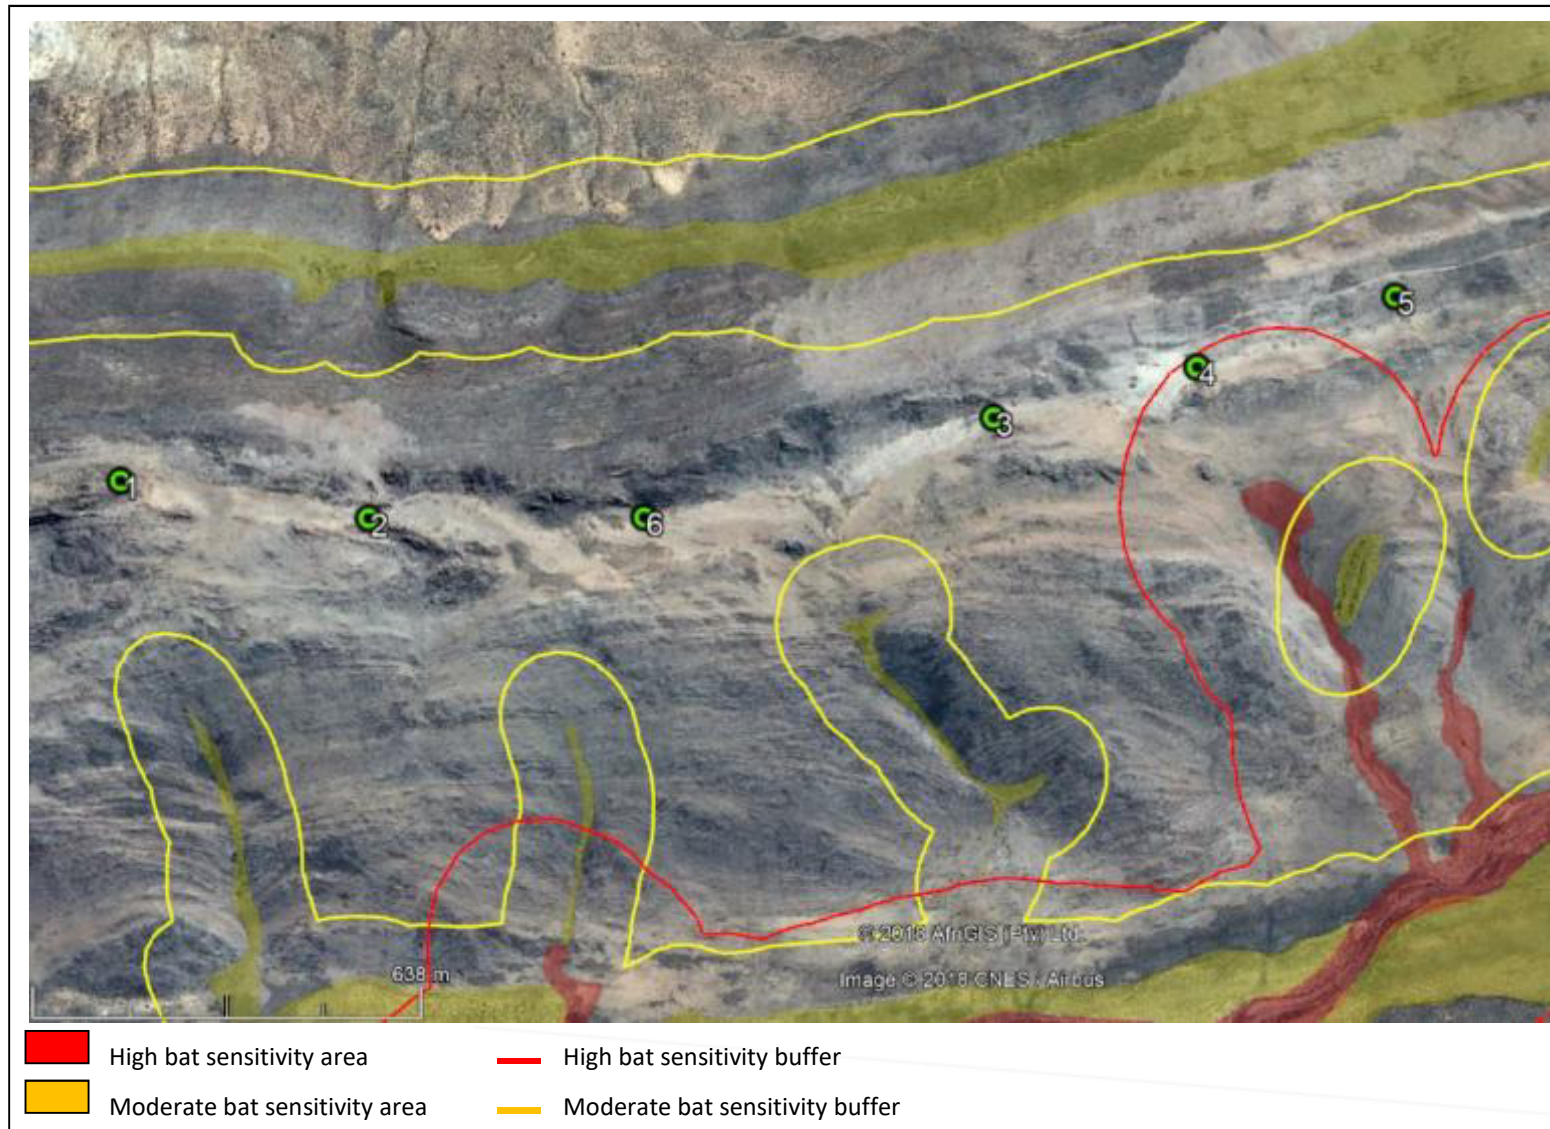 5
4
3
1
2
6
© 2018 AfriGIS (Pty) Ltd.
638 m
Image © 2018 CNES / Airbus
High bat sensitivity area
High bat sensitivity buffer
Moderate bat sensitivity area
Moderate bat sensitivity buffer